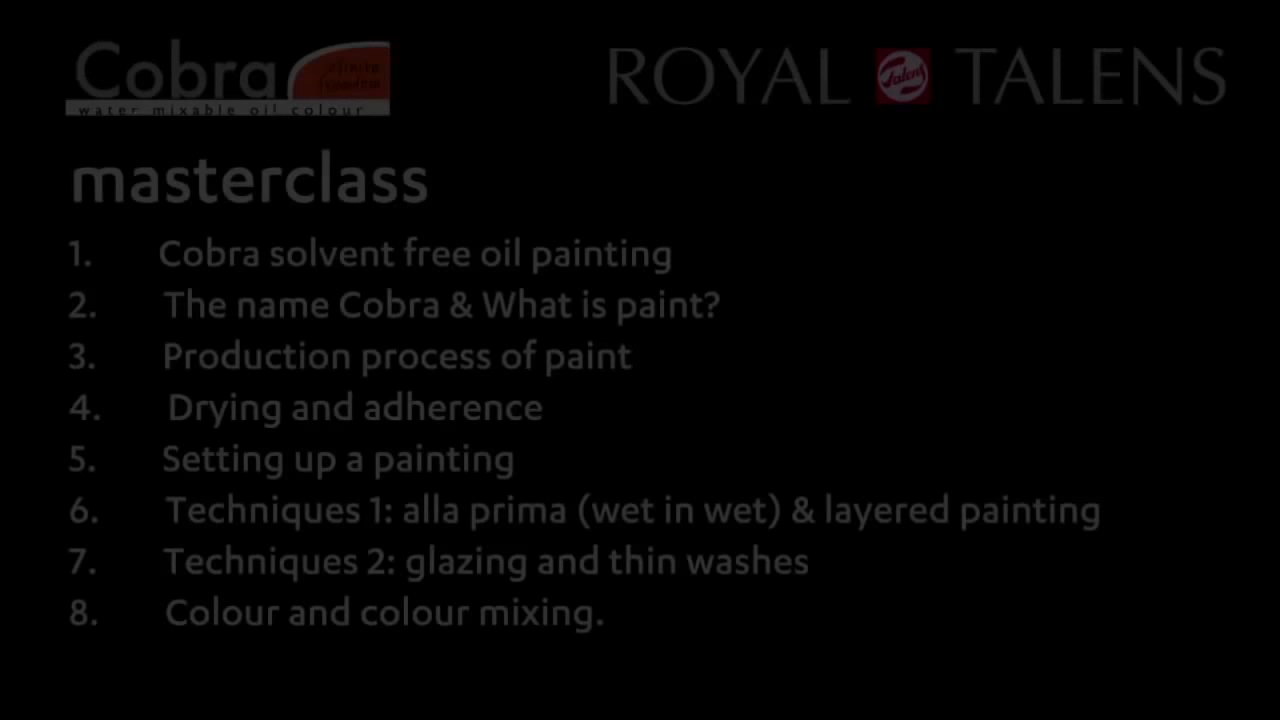 Cobra
water mixable oil colour
ROYAL Talens TALENS
masterclass
1. Cobra solvent free oil painting
2. The name Cobra & What is paint?
3. Production process of paint
4. Drying and adherence
5. Setting up a painting
6. Techniques 1: alla prima (wet in wet) & layered painting
7. Techniques 2: glazing and thin washes
8. Colour and colour mixing.